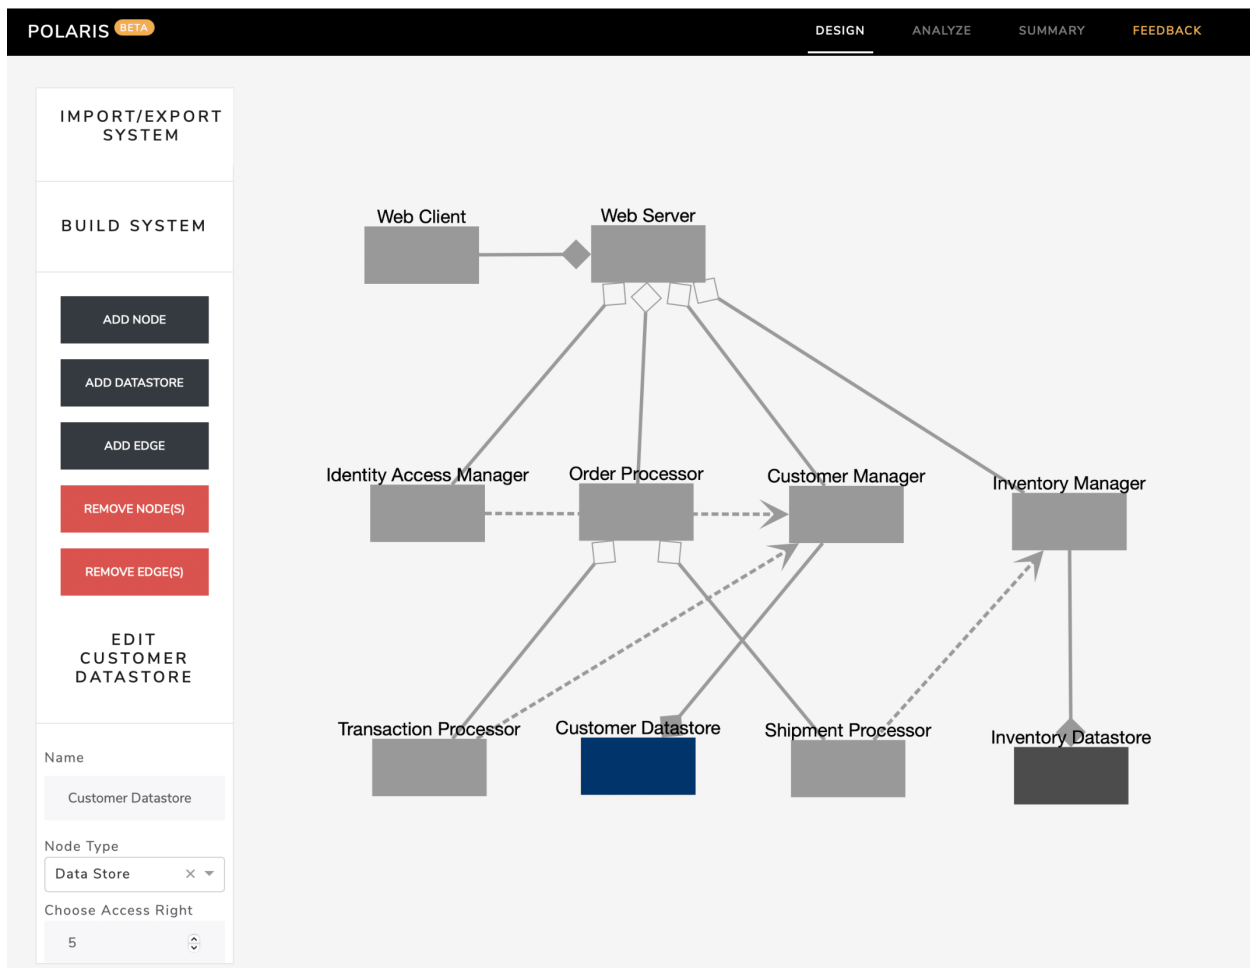 POLARIS BETA
DESIGN ANALYZE SUMMARY FEEDBACK
IMPORT/EXPORT
SYSTEM
BUILD SYSTEM
ADD NODE
ADD DATASTORE
ADD EDGE
REMOVE NODE(S)
REMOVE EDGE(S)
EDIT
CUSTOMER
DATASTORE
Name
Customer Datastore
Node Type
Data Store
Choose Access Right
5
Web Client
Web Server
Identity Access Manager
Order Processor
Customer Manager
Inventory Manager
Transaction Processor
Customer Datastore
Shipment Processor
Inventory Datastore